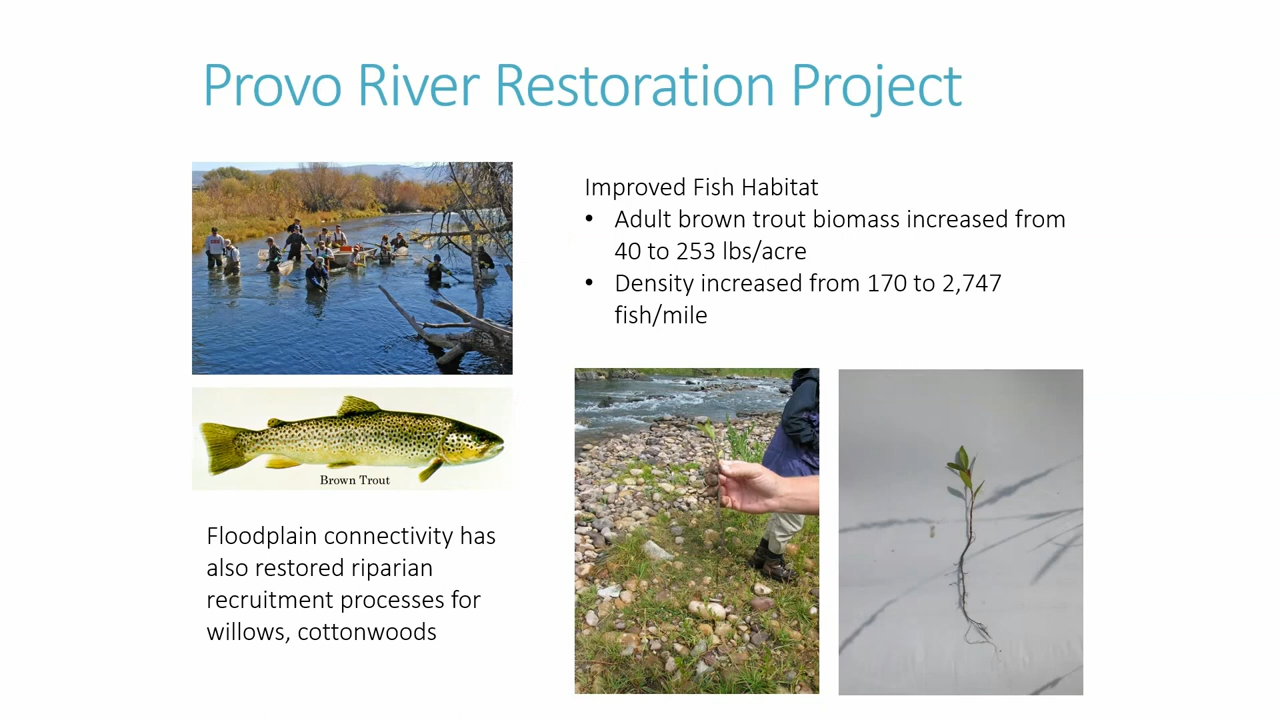 Provo River Restoration Project
Improved Fish Habitat
• Adult brown trout biomass increased from
40 to 253 lbs/acre
• Density increased from 170 to 2,747
fish/mile
Brown Trout
Floodplain connectivity has
also restored riparian
recruitment processes for
willows, cottonwoods